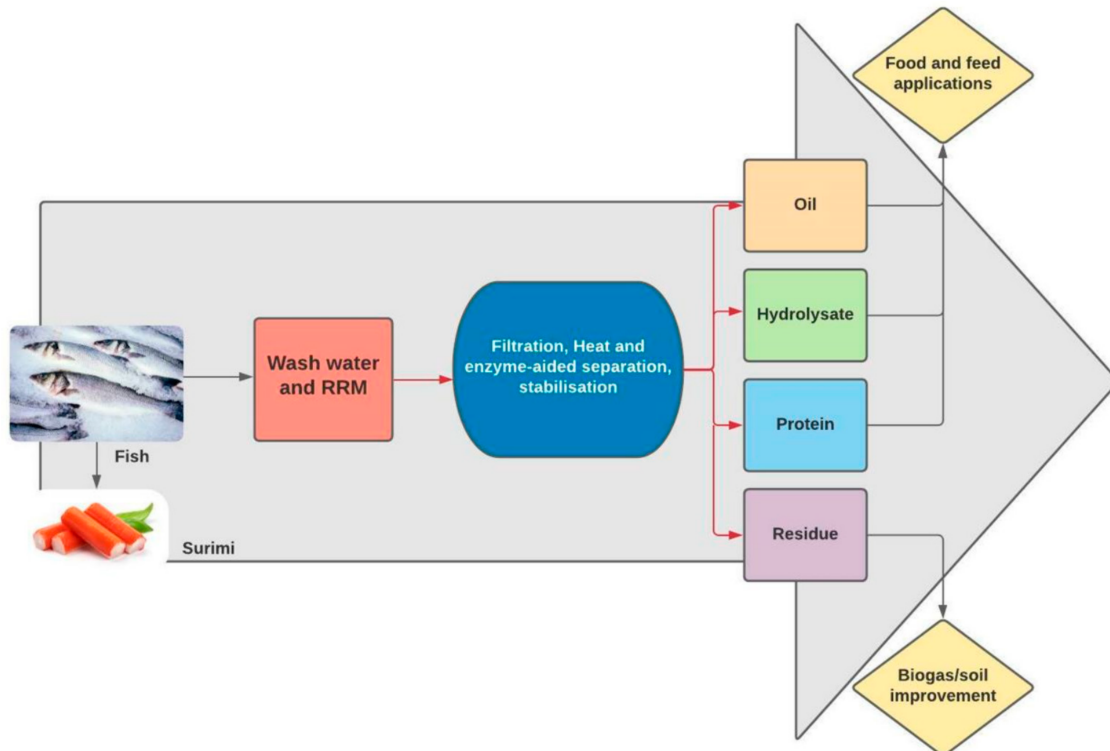 Food and feed
applications
Oil
Hydrolysate
Wash water
and RRM
Filtration, Heat and
enzyme-aided separation,
stabilisation
Protein
Fish
Residue
Surimi
Biogas/soil
improvement